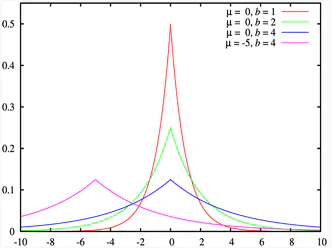 μ = 0, b = 1
μ = 0, b = 2
μ = 0, b = 4
μ = -5, b = 4
0.5
0.4
0.3
0.2
0.1
0
-10 -8 -6 -4 -2 0 2 4 6 8 10